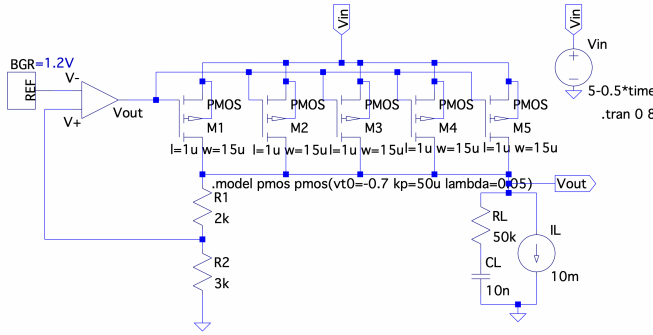 Vin
Vin
BGR=1.2V
Vin
V-
REF
5-0.5*time
PMOS
PMOS
PMOS
PMOS
PMOS
Vout
.tran 0 8
V+
M1
M2
M3
M4
M5
l=1u w=15u
l=1u w=15u
l=1u w=15u
l=1u w=15u
l=1u w=15u
.model pmos pmos(vt0=-0.7 kp=50u lambda=0.05)
Vout
R1
2k
RL
50k
IL
CL
R2
10m
3k
10n